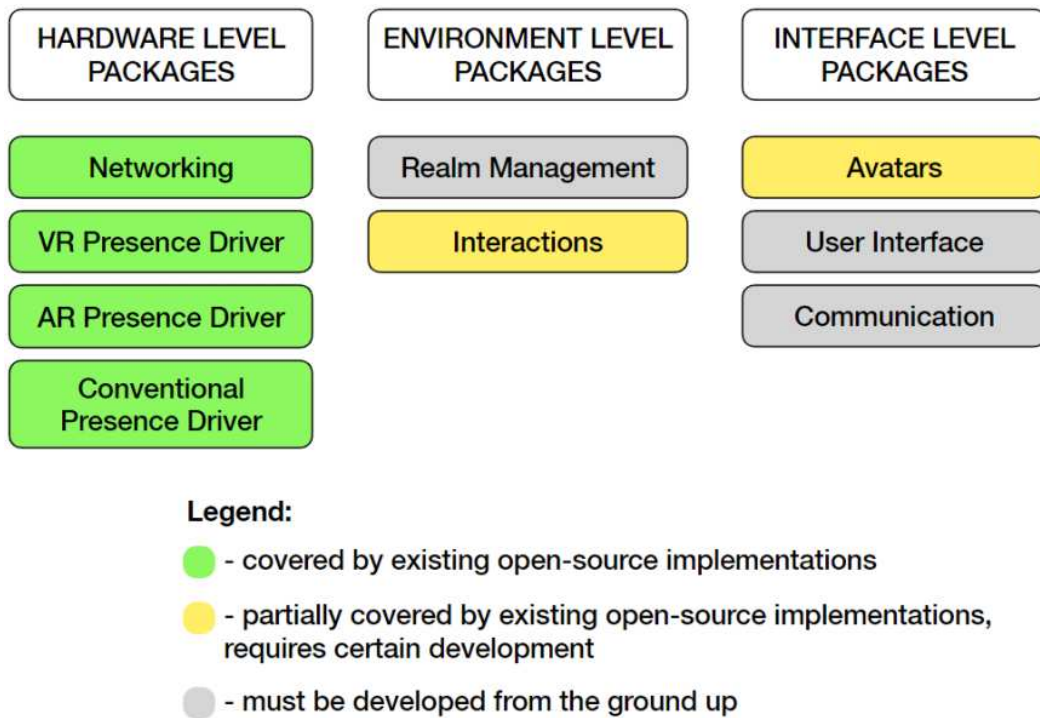 HARDWARE LEVEL
PACKAGES
ENVIRONMENT LEVEL
PACKAGES
INTERFACE LEVEL
PACKAGES
Networking
VR Presence Driver
AR Presence Driver
Conventional
Presence Driver
Realm Management
Interactions
Avatars
User Interface
Communication
Legend:
- covered by existing open-source implementations
- partially covered by existing open-source implementations,
requires certain development
- must be developed from the ground up